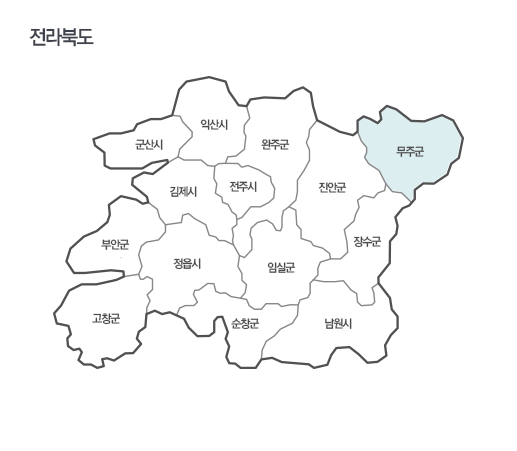 전라북도
익산시
군산시
완주군
무주군
김제시
전주시
진안군
부안군
장수군
정읍시
임실군
고창군
순창군
남원시